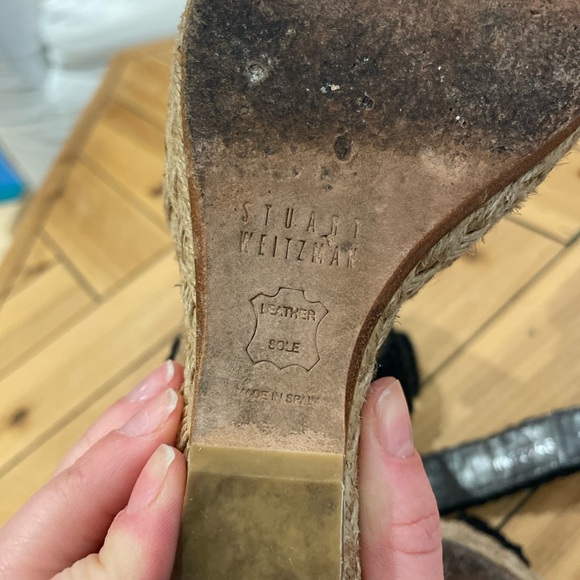 STUART
WEITZMAN
LEATHER
SOLE
MADE IN SPAIN